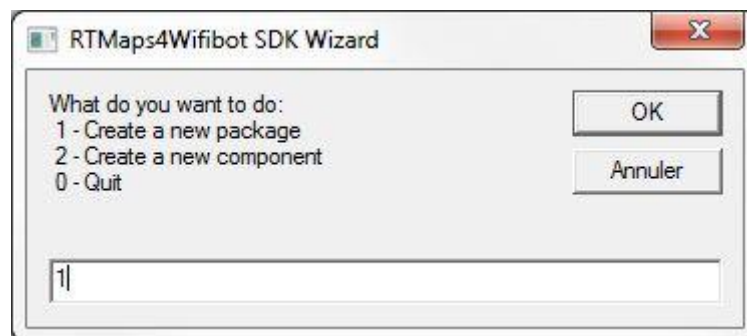 RTMaps4Wifibot SDK Wizard
What do you want to do:
1 - Create a new package
2 - Create a new component
0 - Quit
OK
Annuler
1